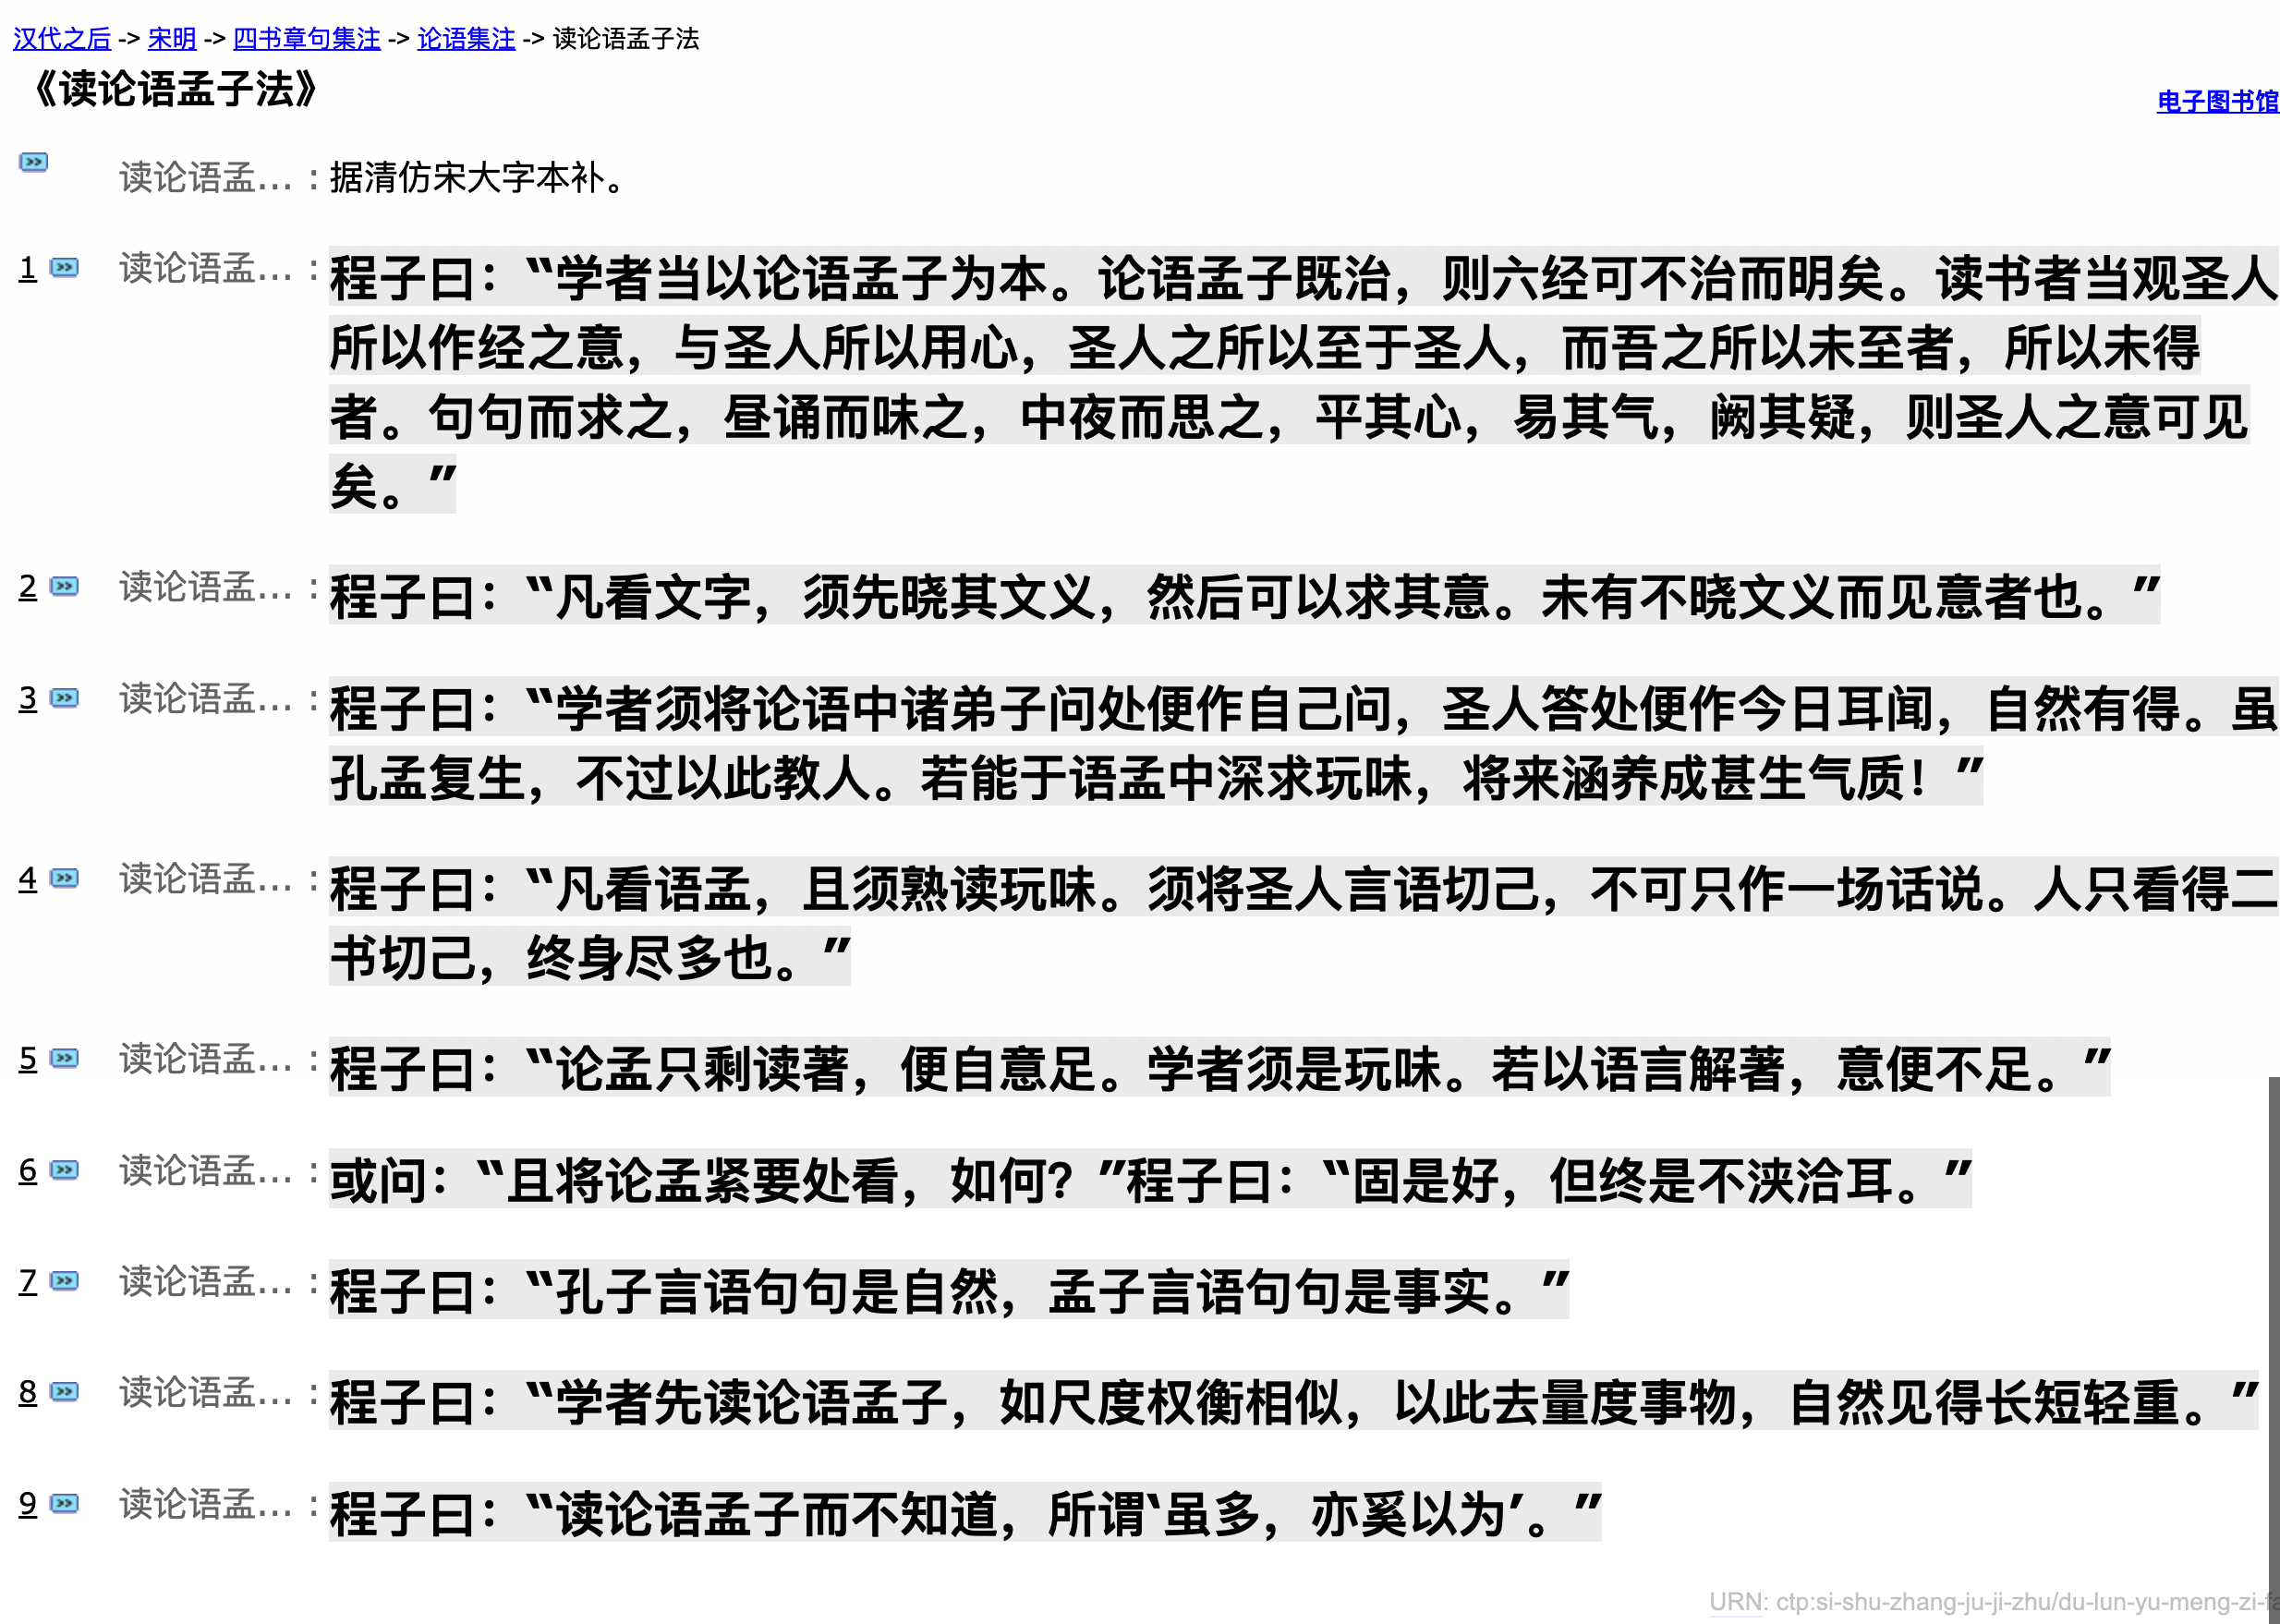 汉代之后 -> 宋明 -> 四书章句集注 -> 论语集注 -> 读论语孟子法
《读论语孟子法》
电子图书馆
读论语孟... : 据清仿宋大字本补。
1 读论语孟... : 程子曰：“学者当以论语孟子为本。论语孟子既治，则六经可不治而明矣。读书者当观圣人
所以作经之意，与圣人所以用心，圣人之所以至于圣人，而吾之所以未至者，所以未得
者。句句而求之，昼诵而味之，中夜而思之，平其心，易其气，阙其疑，则圣人之意可见
矣。”
2 读论语孟... : 程子曰：“凡看文字，须先晓其文义，然后可以求其意。未有不晓文义而见意者也。”
3 读论语孟... : 程子曰：“学者须将论语中诸弟子问处便作自己问，圣人答处便作今日耳闻，自然有得。虽
孔孟复生，不过以此教人。若能于语孟中深求玩味，将来涵养成甚生气质！”
4 读论语孟... : 程子曰：“凡看语孟，且须熟读玩味。须将圣人言语切己，不可只作一场话说。人只看得二
书切己，终身尽多也。”
5 读论语孟... : 程子曰：“论孟只剩读著，便自意足。学者须是玩味。若以语言解著，意便不足。”
6 读论语孟... : 或问：“且将论孟紧要处看，如何？”程子曰：“固是好，但终是不浃洽耳。”
7 读论语孟... : 程子曰：“孔子言语句句是自然，孟子言语句句是事实。”
8 读论语孟... : 程子曰：“学者先读论语孟子，如尺度权衡相似，以此去量度事物，自然见得长短轻重。”
9 读论语孟... : 程子曰：“读论语孟子而不知道，所谓‘虽多，亦奚以为’。”
URN: ctp:si-shu-zhang-ju-ji-zhu/du-lun-yu-meng-zi-fa